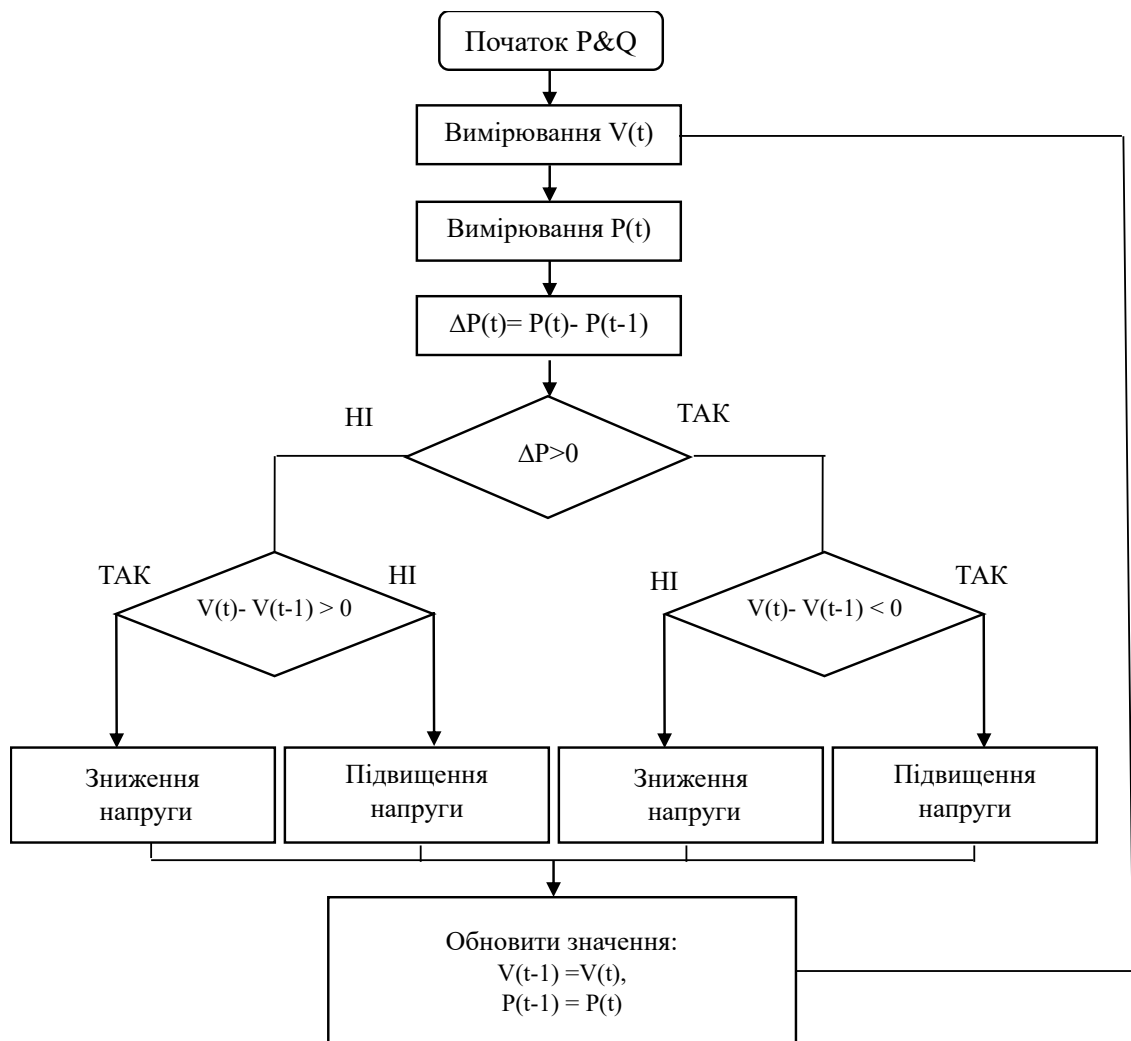 Початок P&Q
Вимірювання V(t)
Вимірювання P(t)
ΔP(t)= P(t)- P(t-1)
НІ
ТАК
ΔP>0
ТАК
НІ
V(t)- V(t-1) > 0
НІ
ТАК
V(t)- V(t-1) < 0
Зниження
напруги
Підвищення
напруги
Зниження
напруги
Підвищення
напруги
Обновити значення:
V(t-1) =V(t),
P(t-1) = P(t)